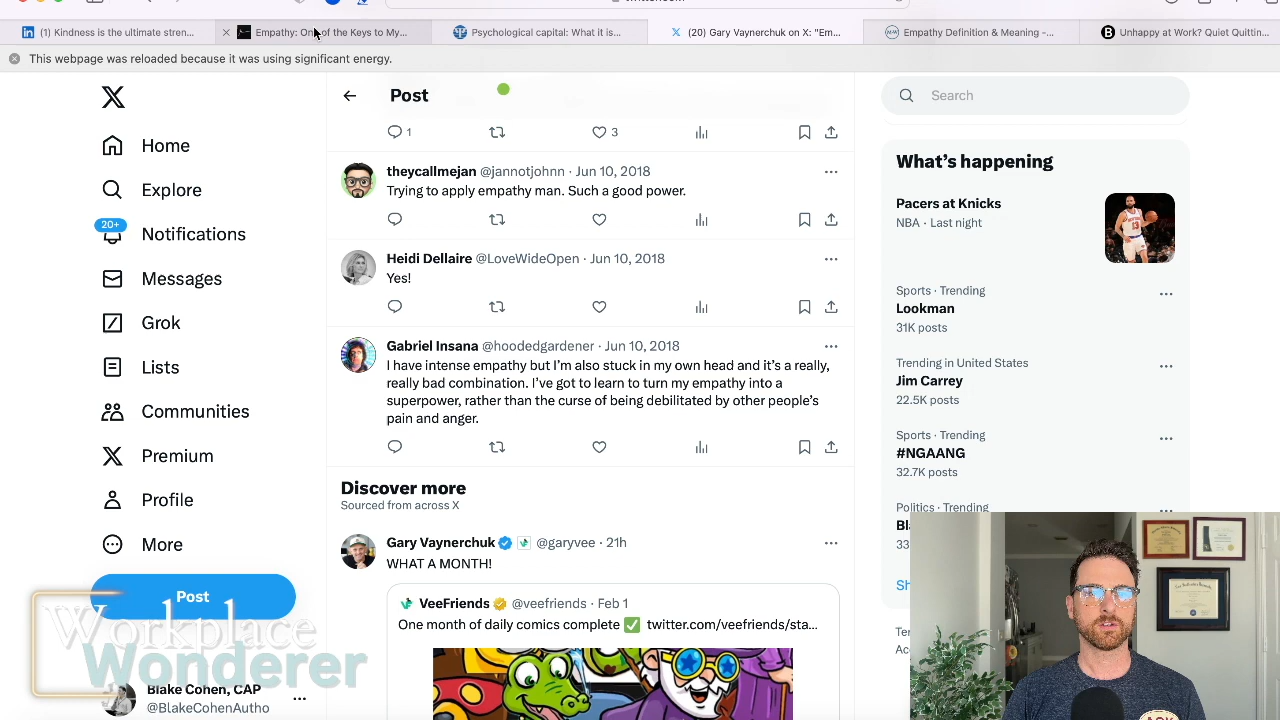 (1) Kindness is the ultimate stren...
Empathy: One of the Keys to My...
Psychological capital: What it is...
(20) Gary Vaynerchuk on X: "Em...
Empathy Definition & Meaning –...
Unhappy at Work? Quiet Quittin...
This webpage was reloaded because it was using significant energy.
Home
Explore
20+
Notifications
Messages
Grok
Lists
Communities
Premium
Profile
More
Post
Blake Cohen, CAP
@BlakeCohenAutho
Workplace
Wonderer
Post
1
3
theycallmejan @jannotjohnn · Jun 10, 2018
Trying to apply empathy man. Such a good power.
Heidi Dellaire @LoveWideOpen · Jun 10, 2018
Yes!
Gabriel Insana @hoodedgardener · Jun 10, 2018
I have intense empathy but I'm also stuck in my own head and it's a really,
really bad combination. I've got to learn to turn my empathy into a
superpower, rather than the curse of being debilitated by other people's
pain and anger.
Discover more
Sourced from across X
Gary Vaynerchuk @garyvee · 21h
WHAT A MONTH!
VeeFriends @veefriends · Feb 1
One month of daily comics complete ✅ twitter.com/veefriends/sta...
Search
What's happening
Pacers at Knicks
NBA · Last night
Sports · Trending
Lookman
31K posts
Trending in United States
Jim Carrey
22.5K posts
Sports · Trending
#NGAANG
32.7K posts
Politics · Trending
Bl
33
Sh